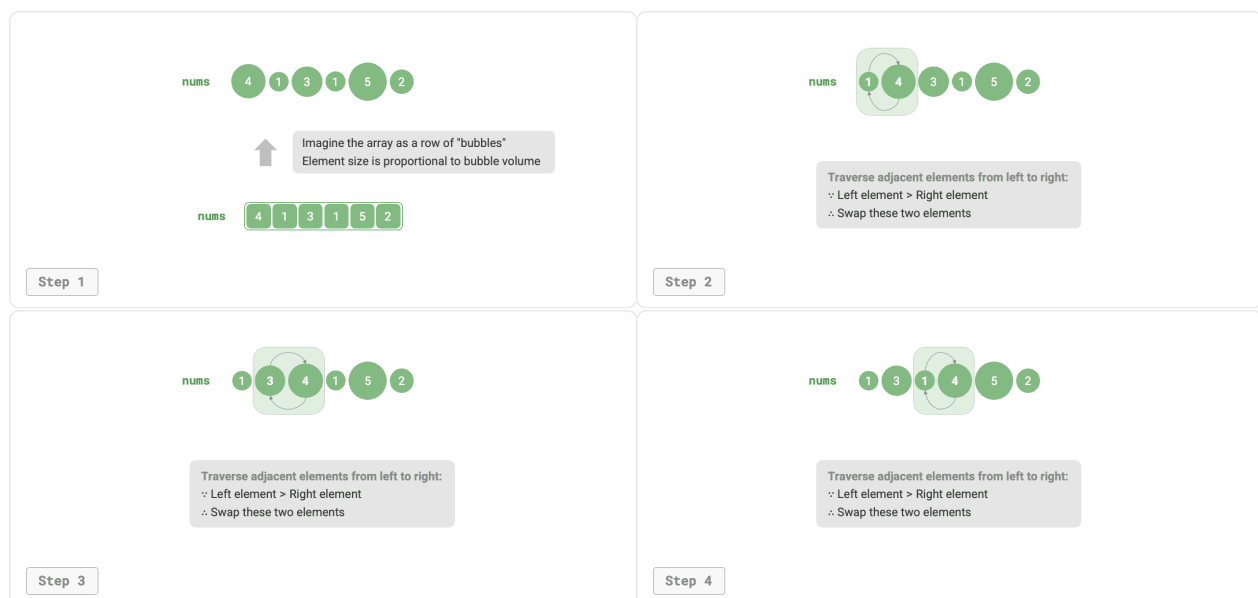 nums 4 1 3 1 5 2
Imagine the array as a row of "bubbles"
Element size is proportional to bubble volume
nums 4 1 3 1 5 2
Step 1
nums 1 4 3 1 5 2
Traverse adjacent elements from left to right:
∵ Left element > Right element
∴ Swap these two elements
Step 2
nums 1 3 4 1 5 2
Traverse adjacent elements from left to right:
∵ Left element > Right element
∴ Swap these two elements
Step 3
nums 1 3 1 4 5 2
Traverse adjacent elements from left to right:
∵ Left element > Right element
∴ Swap these two elements
Step 4